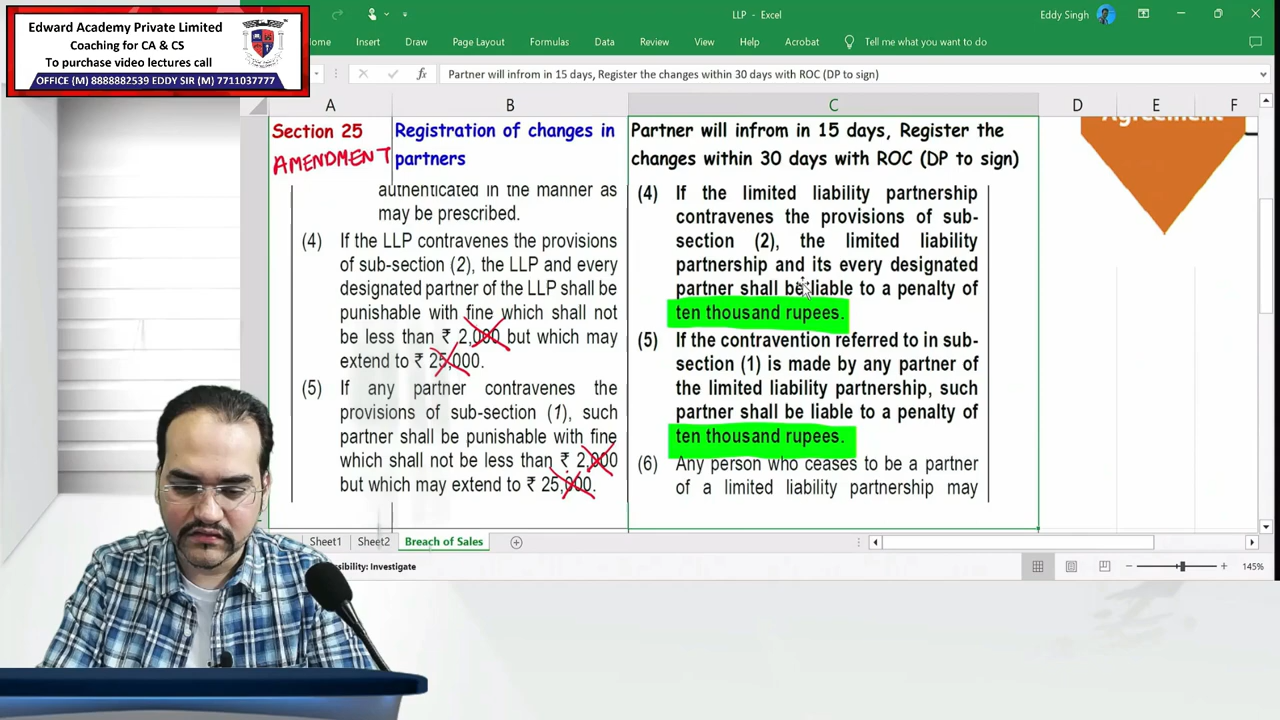 Edward Academy Private Limited
Coaching for CA & CS
To purchase video lectures call
OFFICE (M) 8888882539 EDDY SIR (M) 7711037777
LLP - Excel
Eddy Singh
Home Insert Page Layout Formulas Data Review View Help Acrobat Tell me what you want to do Share
fx Partner will infrom in 15 days, Register the changes within 30 days with ROC (DP to sign)
A B C D E F
Section 25
AMENDMENT
Registration of changes in
partners
authenticated in the manner as
may be prescribed.
(4) If the LLP contravenes the provisions
of sub-section (2), the LLP and every
designated partner of the LLP shall be
punishable with fine which shall not
be less than ₹ 2,000 but which may
extend to ₹ 25,000.
(5) If any partner contravenes the
provisions of sub-section (1), such
partner shall be punishable with fine
which shall not be less than ₹ 2,000
but which may extend to ₹ 25,000.
Partner will infrom in 15 days, Register the
changes within 30 days with ROC (DP to sign)
(4) If the limited liability partnership
contravenes the provisions of sub-
section (2), the limited liability
partnership and its every designated
partner shall be liable to a penalty of
ten thousand rupees.
(5) If the contravention referred to in sub-
section (1) is made by any partner of
the limited liability partnership, such
partner shall be liable to a penalty of
ten thousand rupees.
(6) Any person who ceases to be a partner
of a limited liability partnership may
Agreement
Sheet1 Sheet2 Breach of Sales
ibility: Investigate
145%